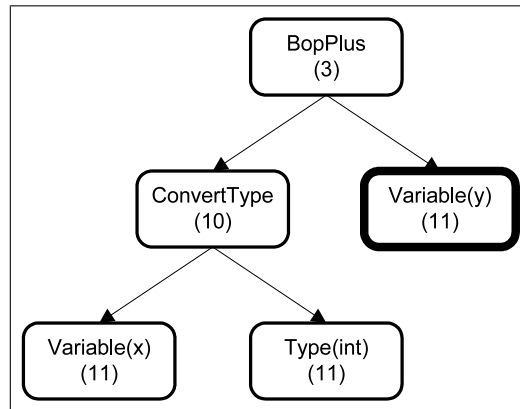 BopPlus
(3)
ConvertType
(10)
Variable(y)
(11)
Variable(x)
(11)
Type(int)
(11)